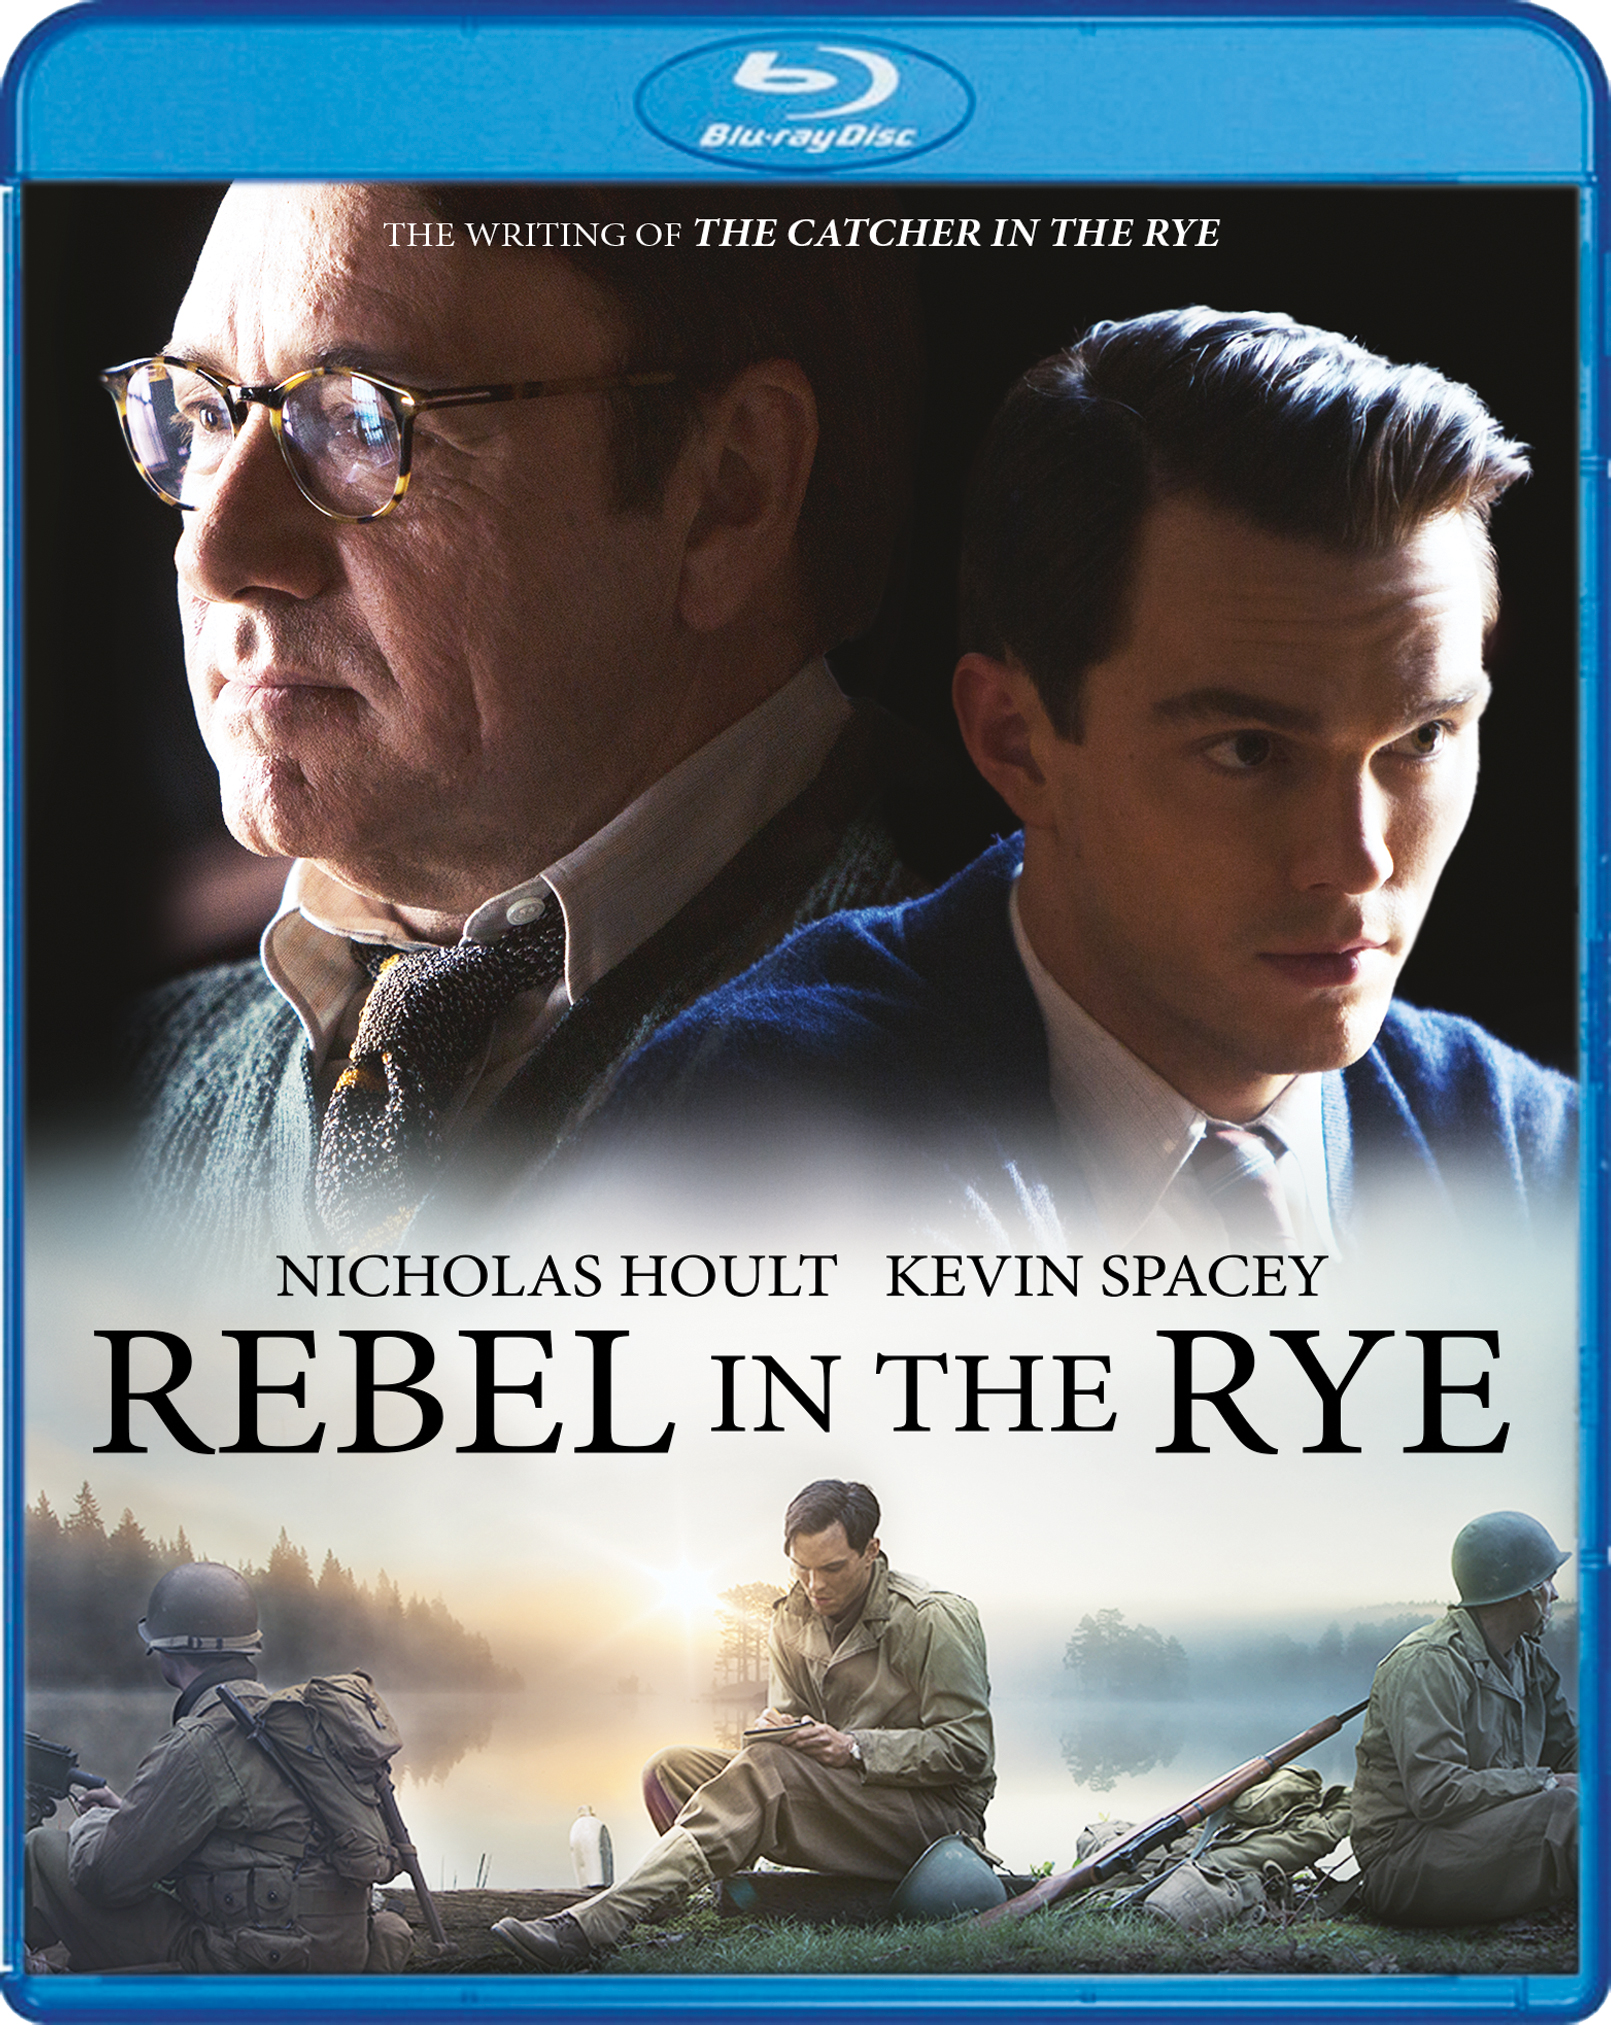 Blu-ray Disc
THE WRITING OF THE CATCHER IN THE RYE
NICHOLAS HOULT KEVIN SPACEY
REBEL IN THE RYE